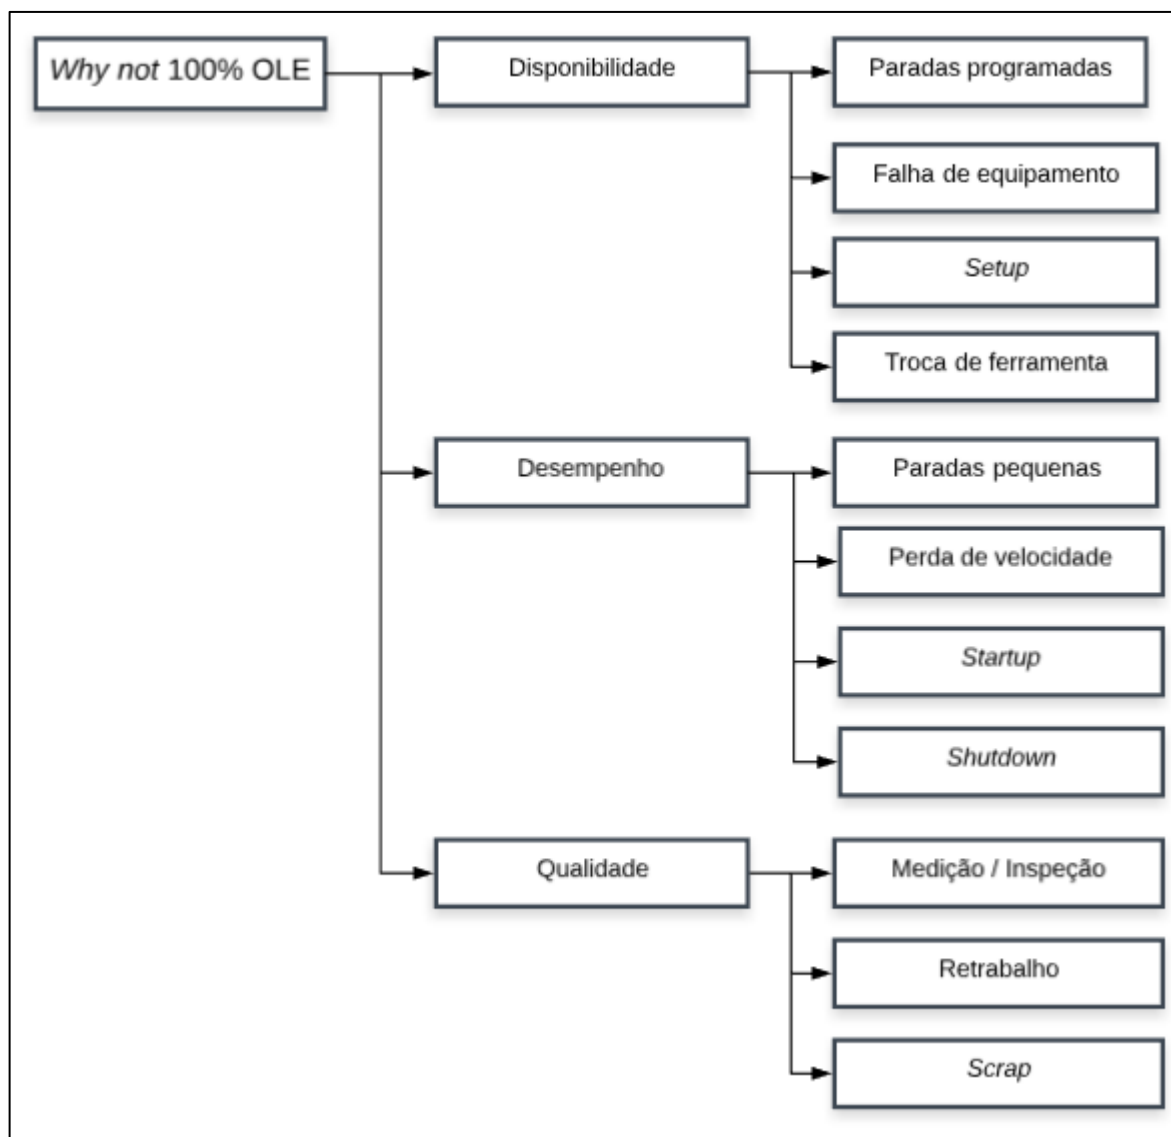 Why not 100% OLE
Disponibilidade
Paradas programadas
Falha de equipamento
Setup
Troca de ferramenta
Desempenho
Paradas pequenas
Perda de velocidade
Startup
Shutdown
Qualidade
Medição / Inspeção
Retrabalho
Scrap